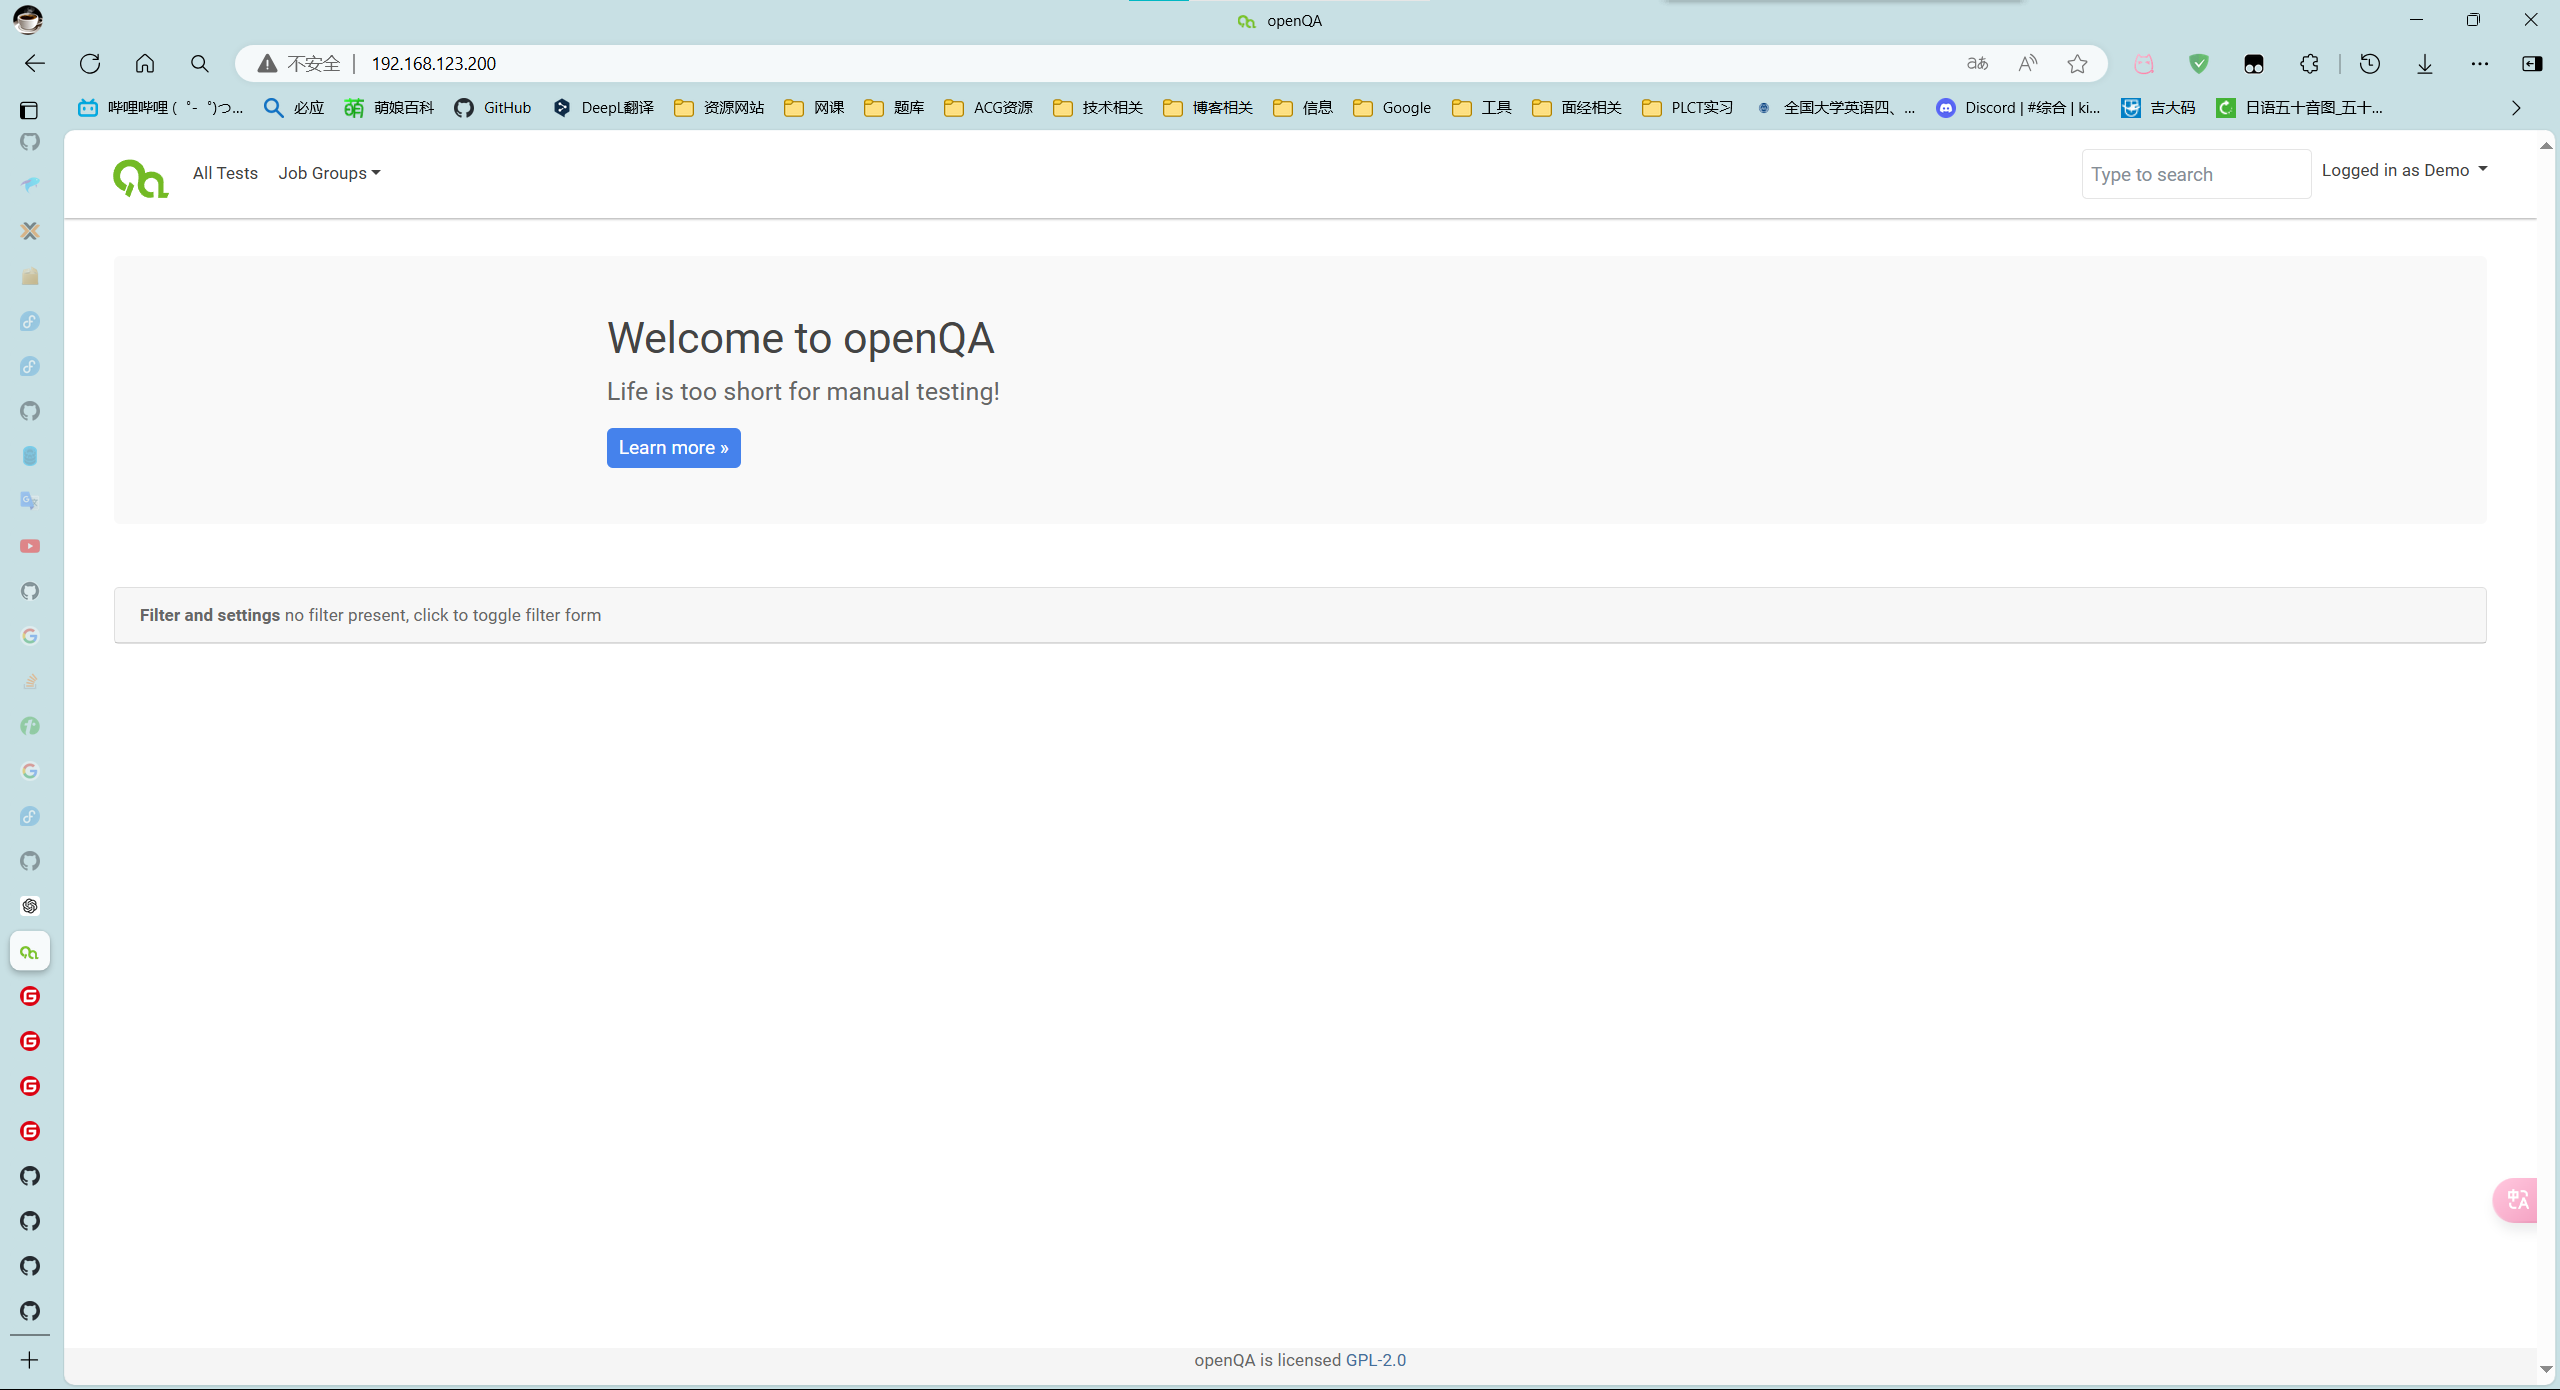 openQA
不安全 192.168.123.200
哔哩哔哩 ( ゜- ゜)つ... 必应 萌娘百科 GitHub DeepL翻译 资源网站 网课 题库 ACG资源 技术相关 博客相关 信息 Google 工具 面经相关 PLCT实习 全国大学英语四、... Discord | #综合 | ki... 吉大码 日语五十音图_五十...
All Tests Job Groups Type to search Logged in as Demo
Welcome to openQA
Life is too short for manual testing!
Learn more »
Filter and settings no filter present, click to toggle filter form
openQA is licensed GPL-2.0